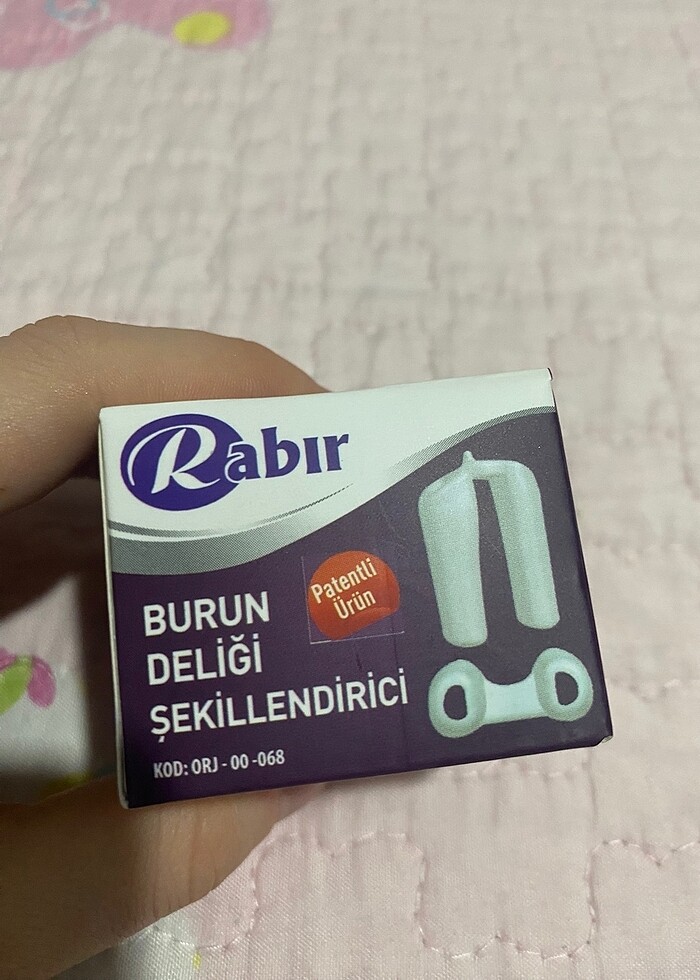 Rabır
Patentli
Ürün
BURUN
DELİĞİ
ŞEKİLLENDİRİCİ
KOD: ORJ - 00 -068